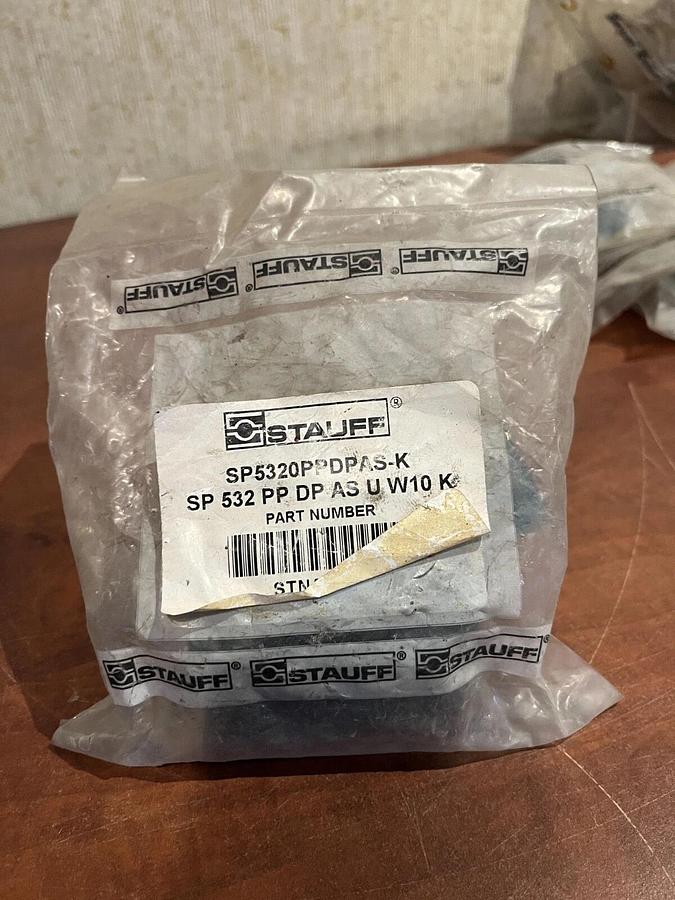 STAUFF® STAUFF® STAUFF®
STAUFF®
SP5320PPDPAS-K
SP 532 PP DP AS U W10 K
PART NUMBER
STAUFF® STAUFF® STAUFF®